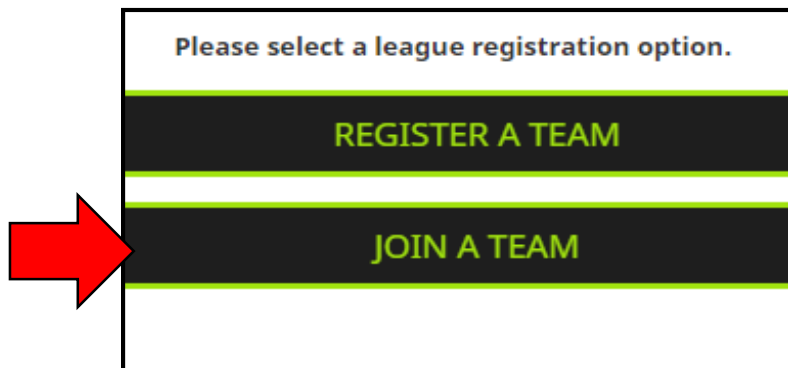 Please select a league registration option.
REGISTER A TEAM
JOIN A TEAM